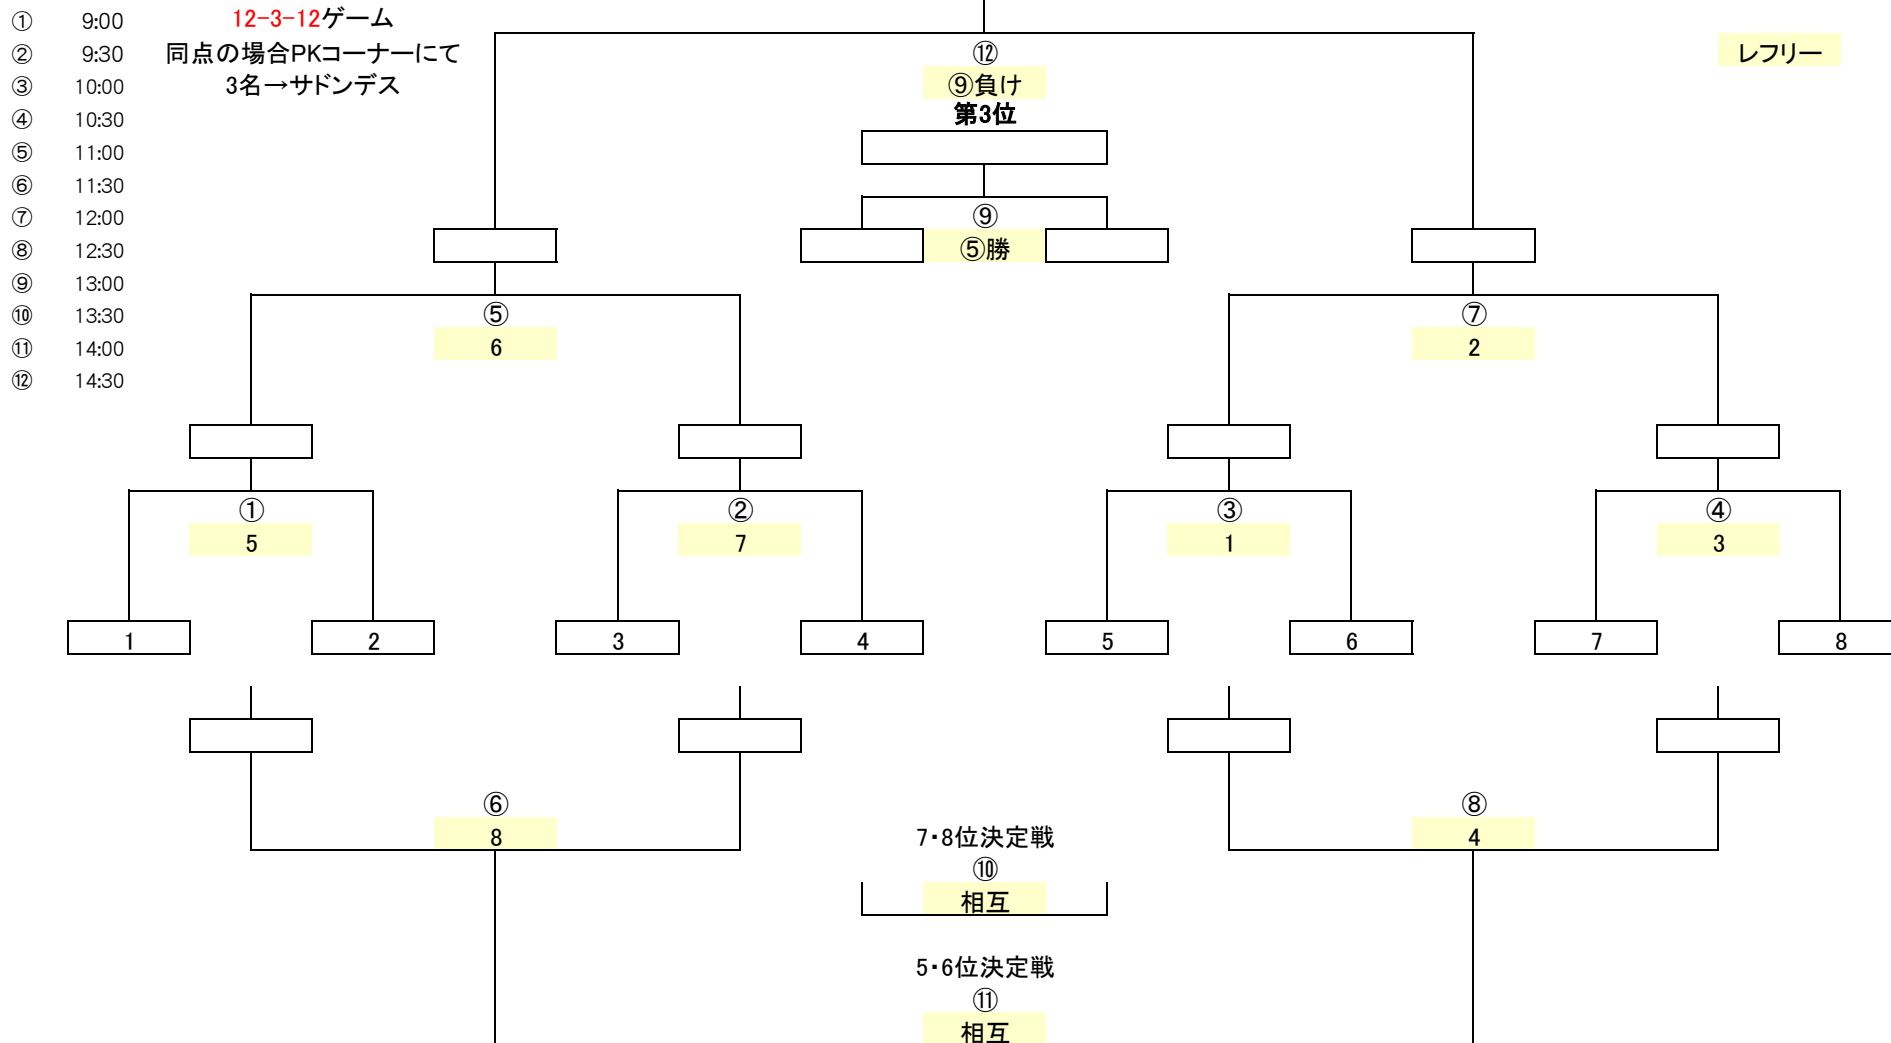 ① 9:00 12-3-12ゲーム
② 9:30 同点の場合PKコーナーにて ⑫ レフリー
③ 10:00 3名→サドンデス ⑨負け
④ 10:30 第3位
⑤ 11:00
⑥ 11:30
⑦ 12:00 ⑨
⑧ 12:30 ⑤勝
⑨ 13:00
⑩ 13:30 ⑤ ⑦
⑪ 14:00 6 2
⑫ 14:30
① ② ③ ④
5 7 1 3
1 2 3 4 5 6 7 8
⑥ ⑧
8 7・8位決定戦 4
⑩
相互
5・6位決定戦
⑪
相互